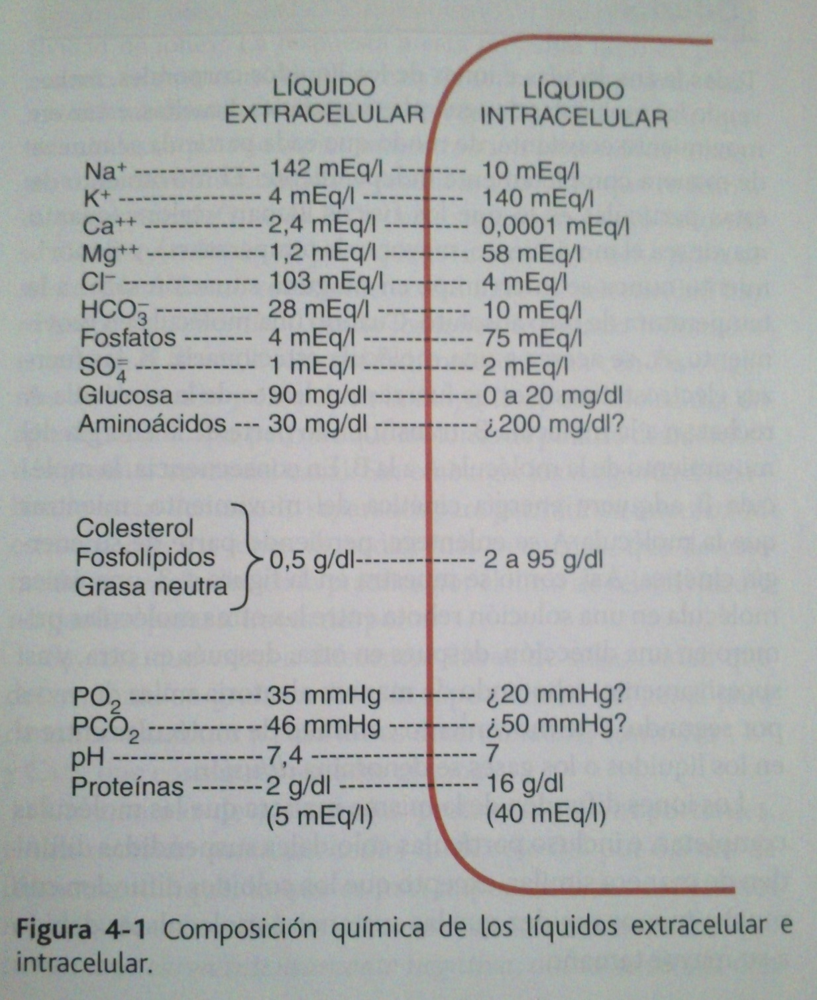 LÍQUIDO EXTRACELULAR LÍQUIDO INTRACELULAR
Na+ 142 mEq/l 10 mEq/l
K+ 4 mEq/l 140 mEq/l
Ca++ 2,4 mEq/l 0,0001 mEq/l
Mg++ 1,2 mEq/l 58 mEq/l
Cl− 103 mEq/l 4 mEq/l
HCO3− 28 mEq/l 10 mEq/l
Fosfatos 4 mEq/l 75 mEq/l
SO4= 1 mEq/l 2 mEq/l
Glucosa 90 mg/dl 0 a 20 mg/dl
Aminoácidos 30 mg/dl ¿200 mg/dl?
Colesterol
Fosfolípidos 0,5 g/dl 2 a 95 g/dl
Grasa neutra
PO2 35 mmHg ¿20 mmHg?
PCO2 46 mmHg ¿50 mmHg?
pH 7,4 7
Proteínas 2 g/dl 16 g/dl
(5 mEq/l) (40 mEq/l)
Figura 4-1 Composición química de los líquidos extracelular e
intracelular.